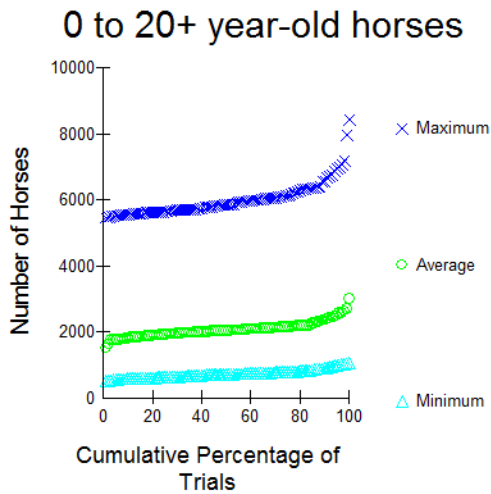 0 to 20+ year-old horses
10000
8000
6000
4000
2000
0
Number of Horses
0 20 40 60 80 100
Cumulative Percentage of
Trials
Maximum
Average
Minimum